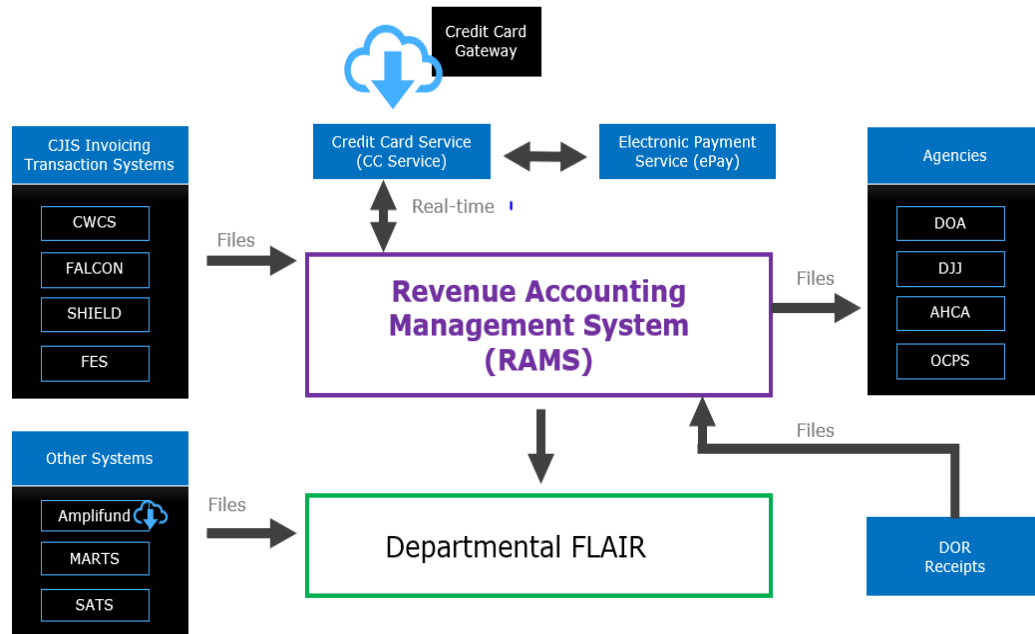 Credit Card
Gateway
CJIS Invoicing
Transaction Systems
CWCS
FALCON
SHIELD
FES
Files
Credit Card Service
(CC Service)
Electronic Payment
Service (ePay)
Real-time
Revenue Accounting
Management System
(RAMS)
Files
Agencies
DOA
DJJ
AHCA
OCPS
Other Systems
Amplifund
MARTS
SATS
Files
Departmental FLAIR
Files
DOR
Receipts